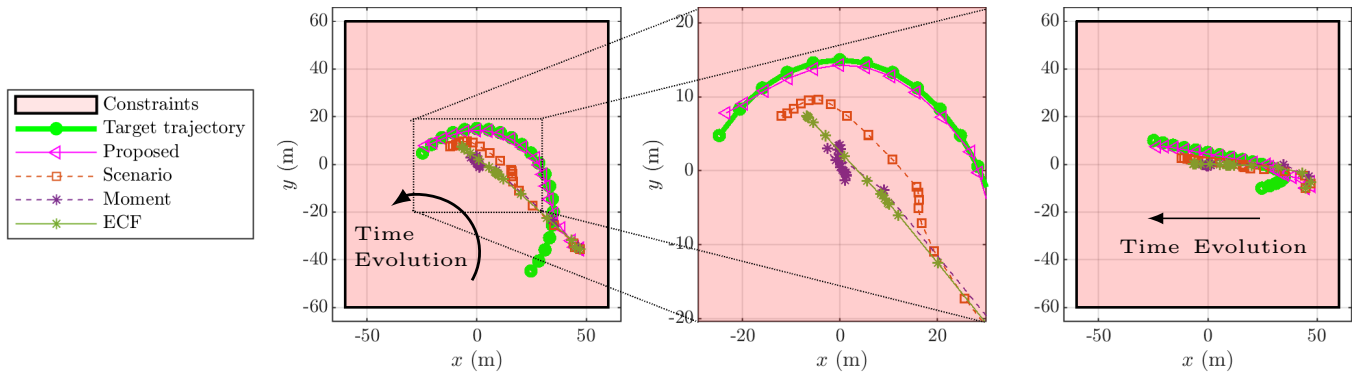 Constraints
Target trajectory
Proposed
Scenario
Moment
ECF
60
40
20
0
-20
-40
-60
y (m)
-50
0
50
x (m)
Time
Evolution
20
10
0
-10
-20
y (m)
-20
0
20
x (m)
60
40
20
0
-20
-40
-60
y (m)
-50
0
50
x (m)
Time Evolution